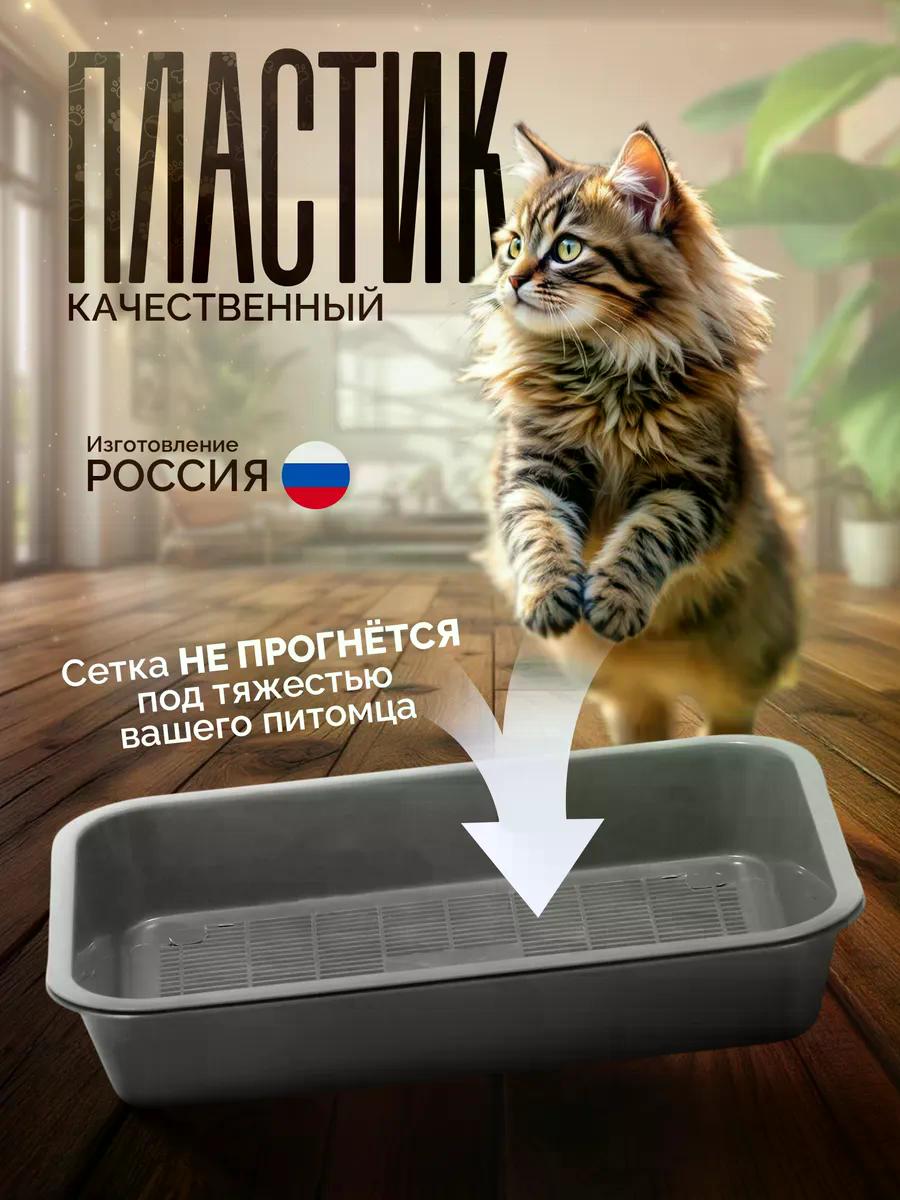 ПЛАСТИК
КАЧЕСТВЕННЫЙ
Изготовление
РОССИЯ
Сетка НЕ ПРОГНЁТСЯ
под тяжестью
вашего питомца